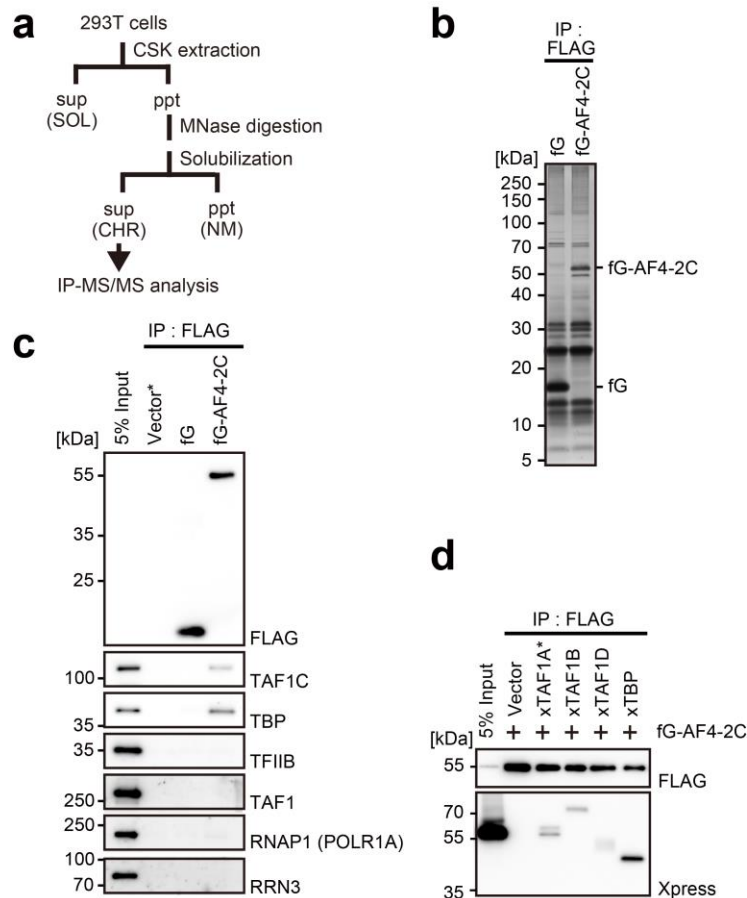 a
293T cells
CSK extraction
sup
(SOL)
ppt
MNase digestion
Solubilization
sup
(CHR)
ppt
(NM)
IP-MS/MS analysis
b
IP :
FLAG
fG
fG-AF4-2C
[kDa]
250
150
100
70
50
40
30
20
10
5
fG-AF4-2C
fG
c
IP : FLAG
5% Input
Vector*
fG
fG-AF4-2C
[kDa]
55
35
25
FLAG
100
TAF1C
35
TBP
35
TFIIB
250
TAF1
250
RNAP1 (POLR1A)
100
70
RRN3
d
IP : FLAG
5% Input
Vector
xTAF1A*
xTAF1B
xTAF1D
xTBP
+ + + + + fG-AF4-2C
[kDa]
55
FLAG
70
55
35
Xpress